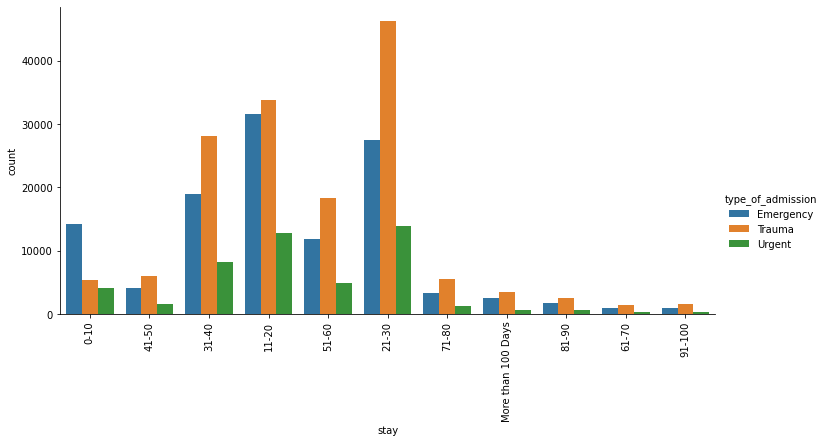 count
40000
30000
20000
10000
0
0-10
41-50
31-40
11-20
51-60
21-30
71-80
More than 100 Days
81-90
61-70
91-100
stay
type_of_admission
Emergency
Trauma
Urgent